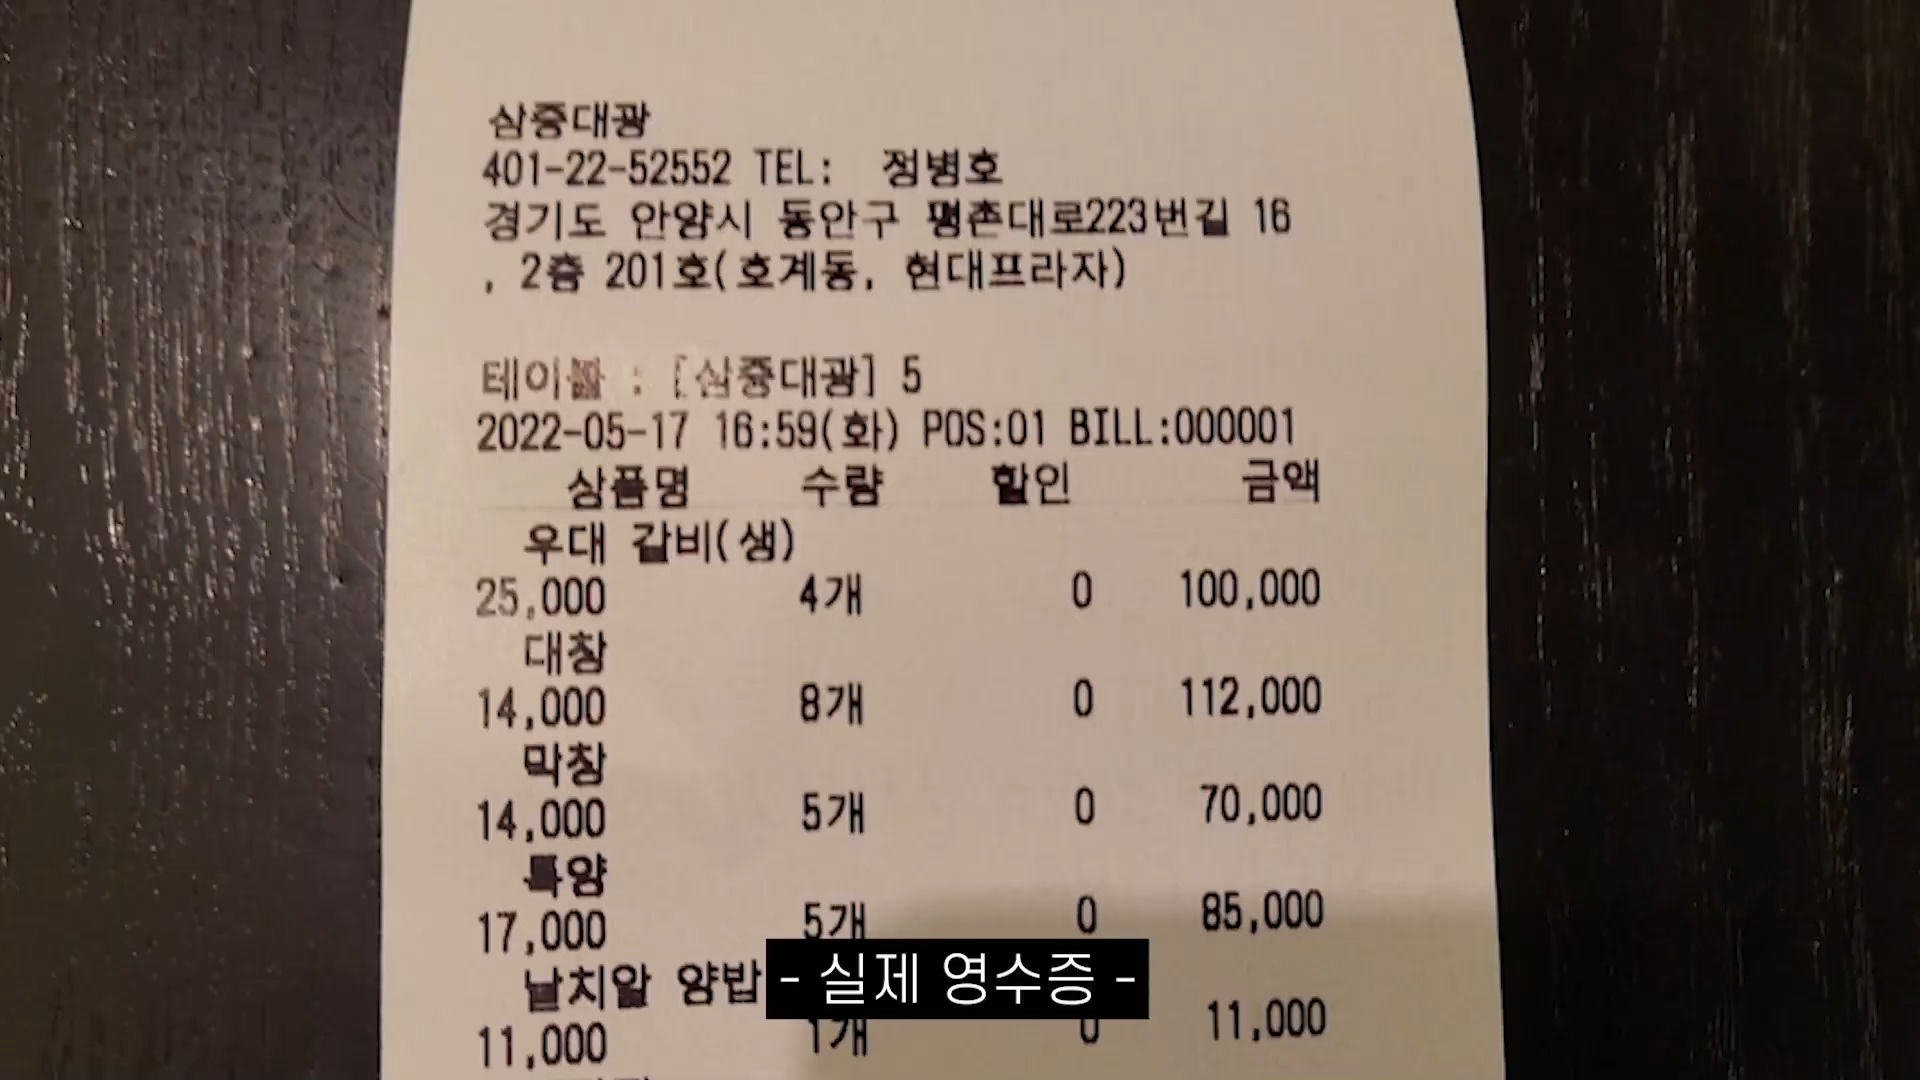 삼중대광
401-22-52552 TEL: 정병호
경기도 안양시 동안구 평촌대로223번길 16
, 2층 201호(호계동, 현대프라자)
테이블 : [삼중대광] 5
2022-05-17 16:59(화) POS:01 BILL:000001
상품명 수량 할인 금액
우대 갈비(생)
25,000 4개 0 100,000
대창
14,000 8개 0 112,000
막창
14,000 5개 0 70,000
특양
17,000 5개 0 85,000
날치알 양밥
- 실제 영수증 -
11,000 1개 0 11,000